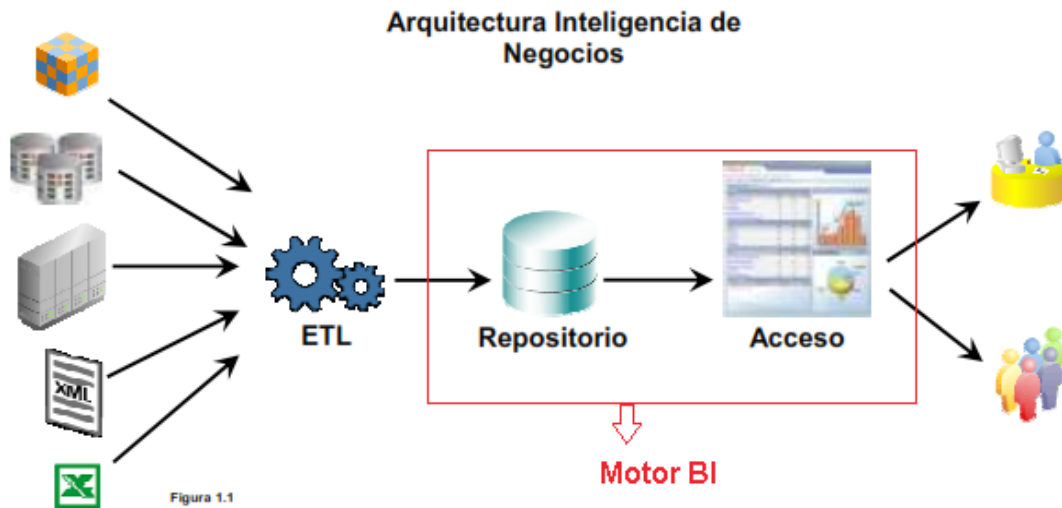 Arquitectura Inteligencia de
Negocios
XML
ETL
Repositorio
Acceso
Motor BI
Figura 1.1